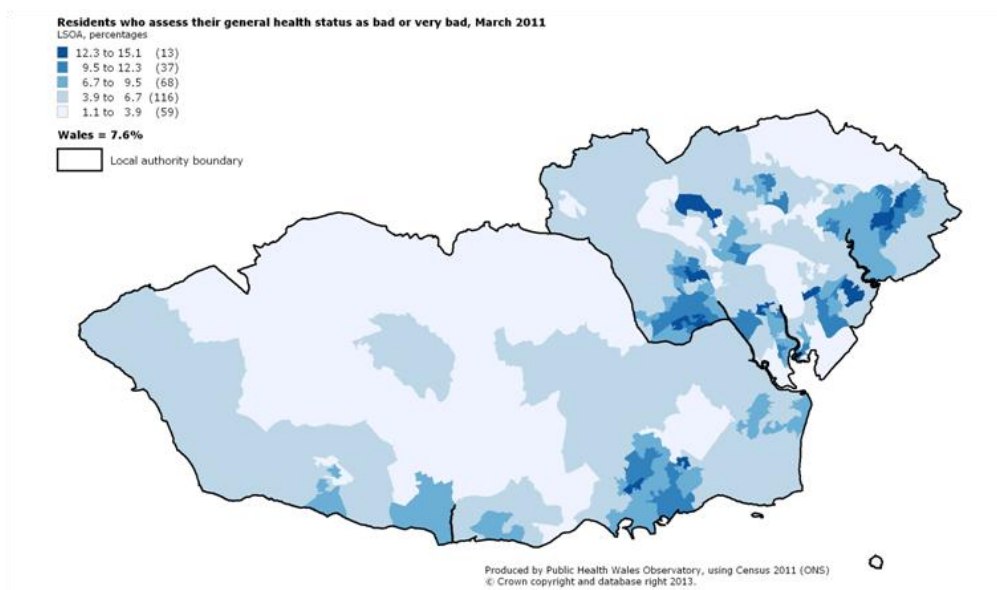 Residents who assess their general health status as bad or very bad, March 2011
LSOA, percentages
12.3 to 15.1 (13)
9.5 to 12.3 (37)
6.7 to 9.5 (68)
3.9 to 6.7 (116)
1.1 to 3.9 (59)
Wales = 7.6%
Local authority boundary
Produced by Public Health Wales Observatory, using Census 2011 (ONS)
© Crown copyright and database right 2013.